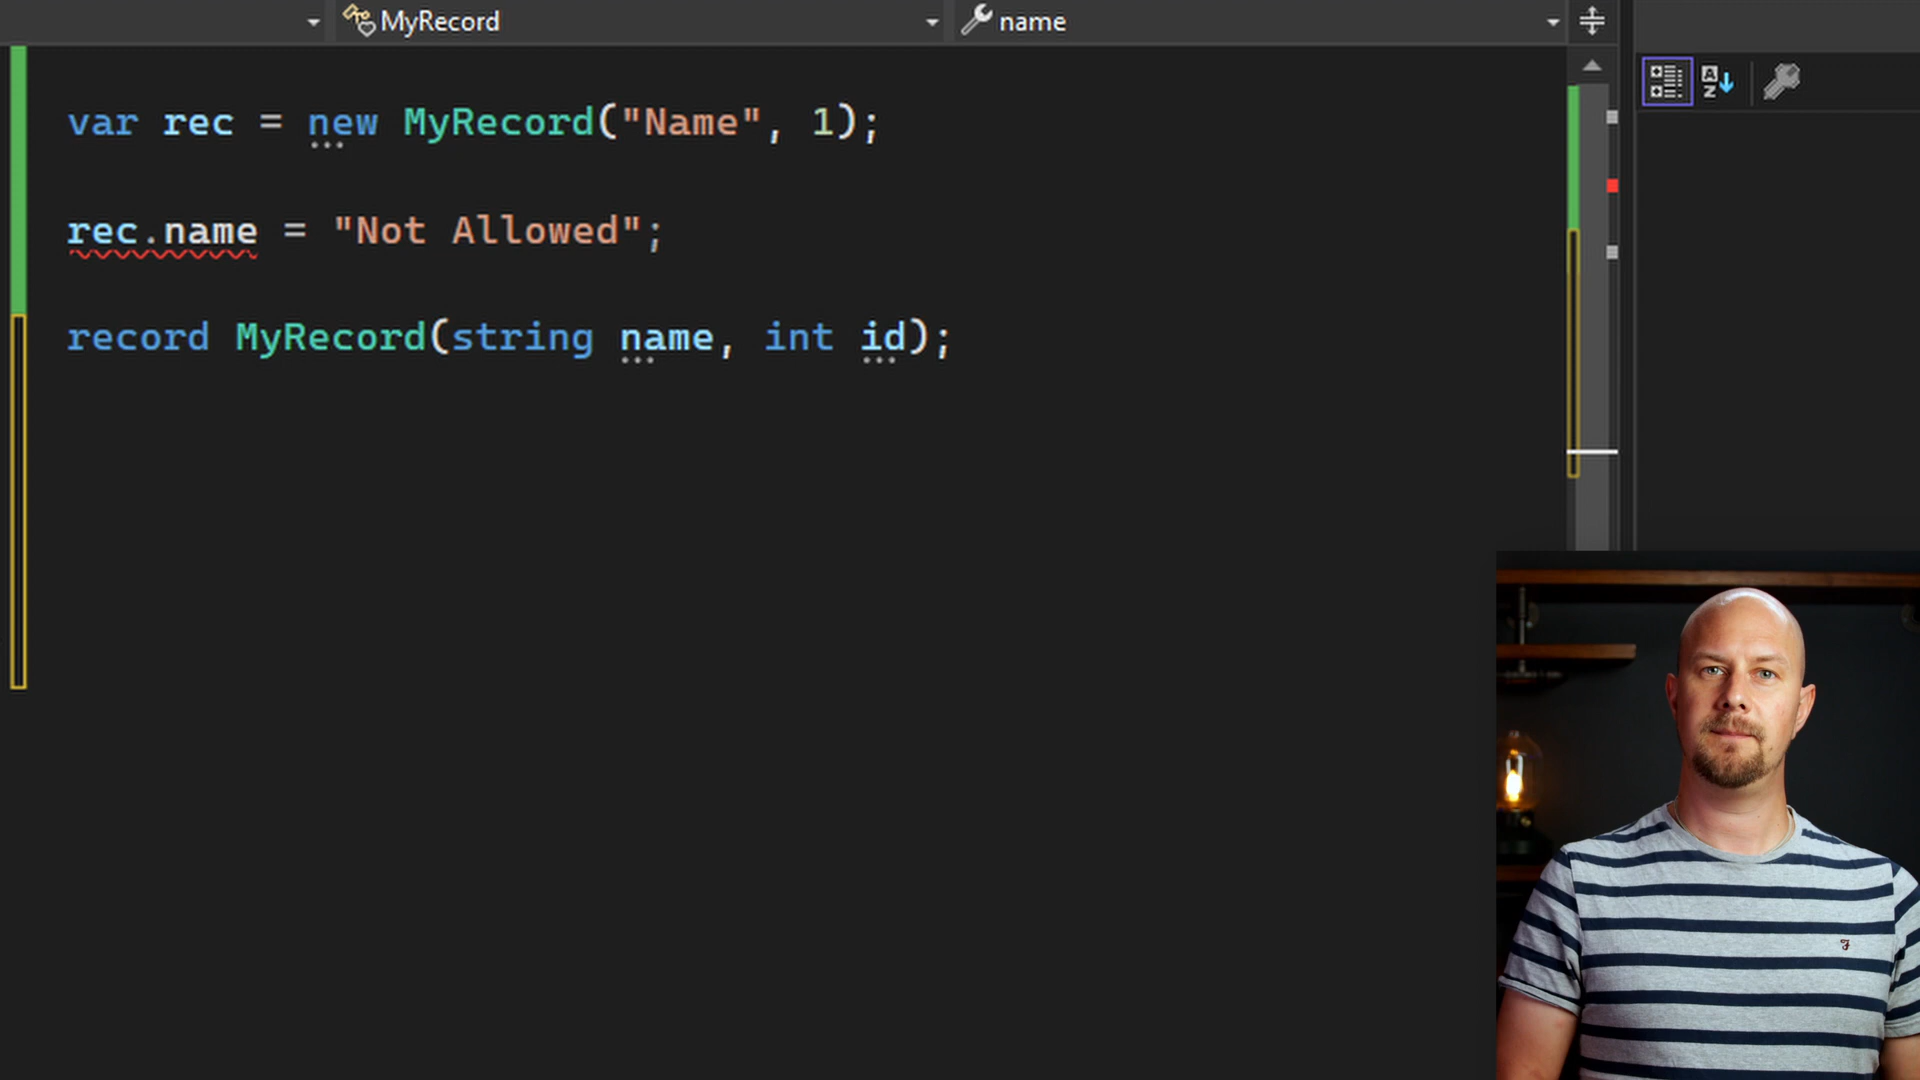 MyRecord name
var rec = new MyRecord("Name", 1);
rec.name = "Not Allowed";
record MyRecord(string name, int id);